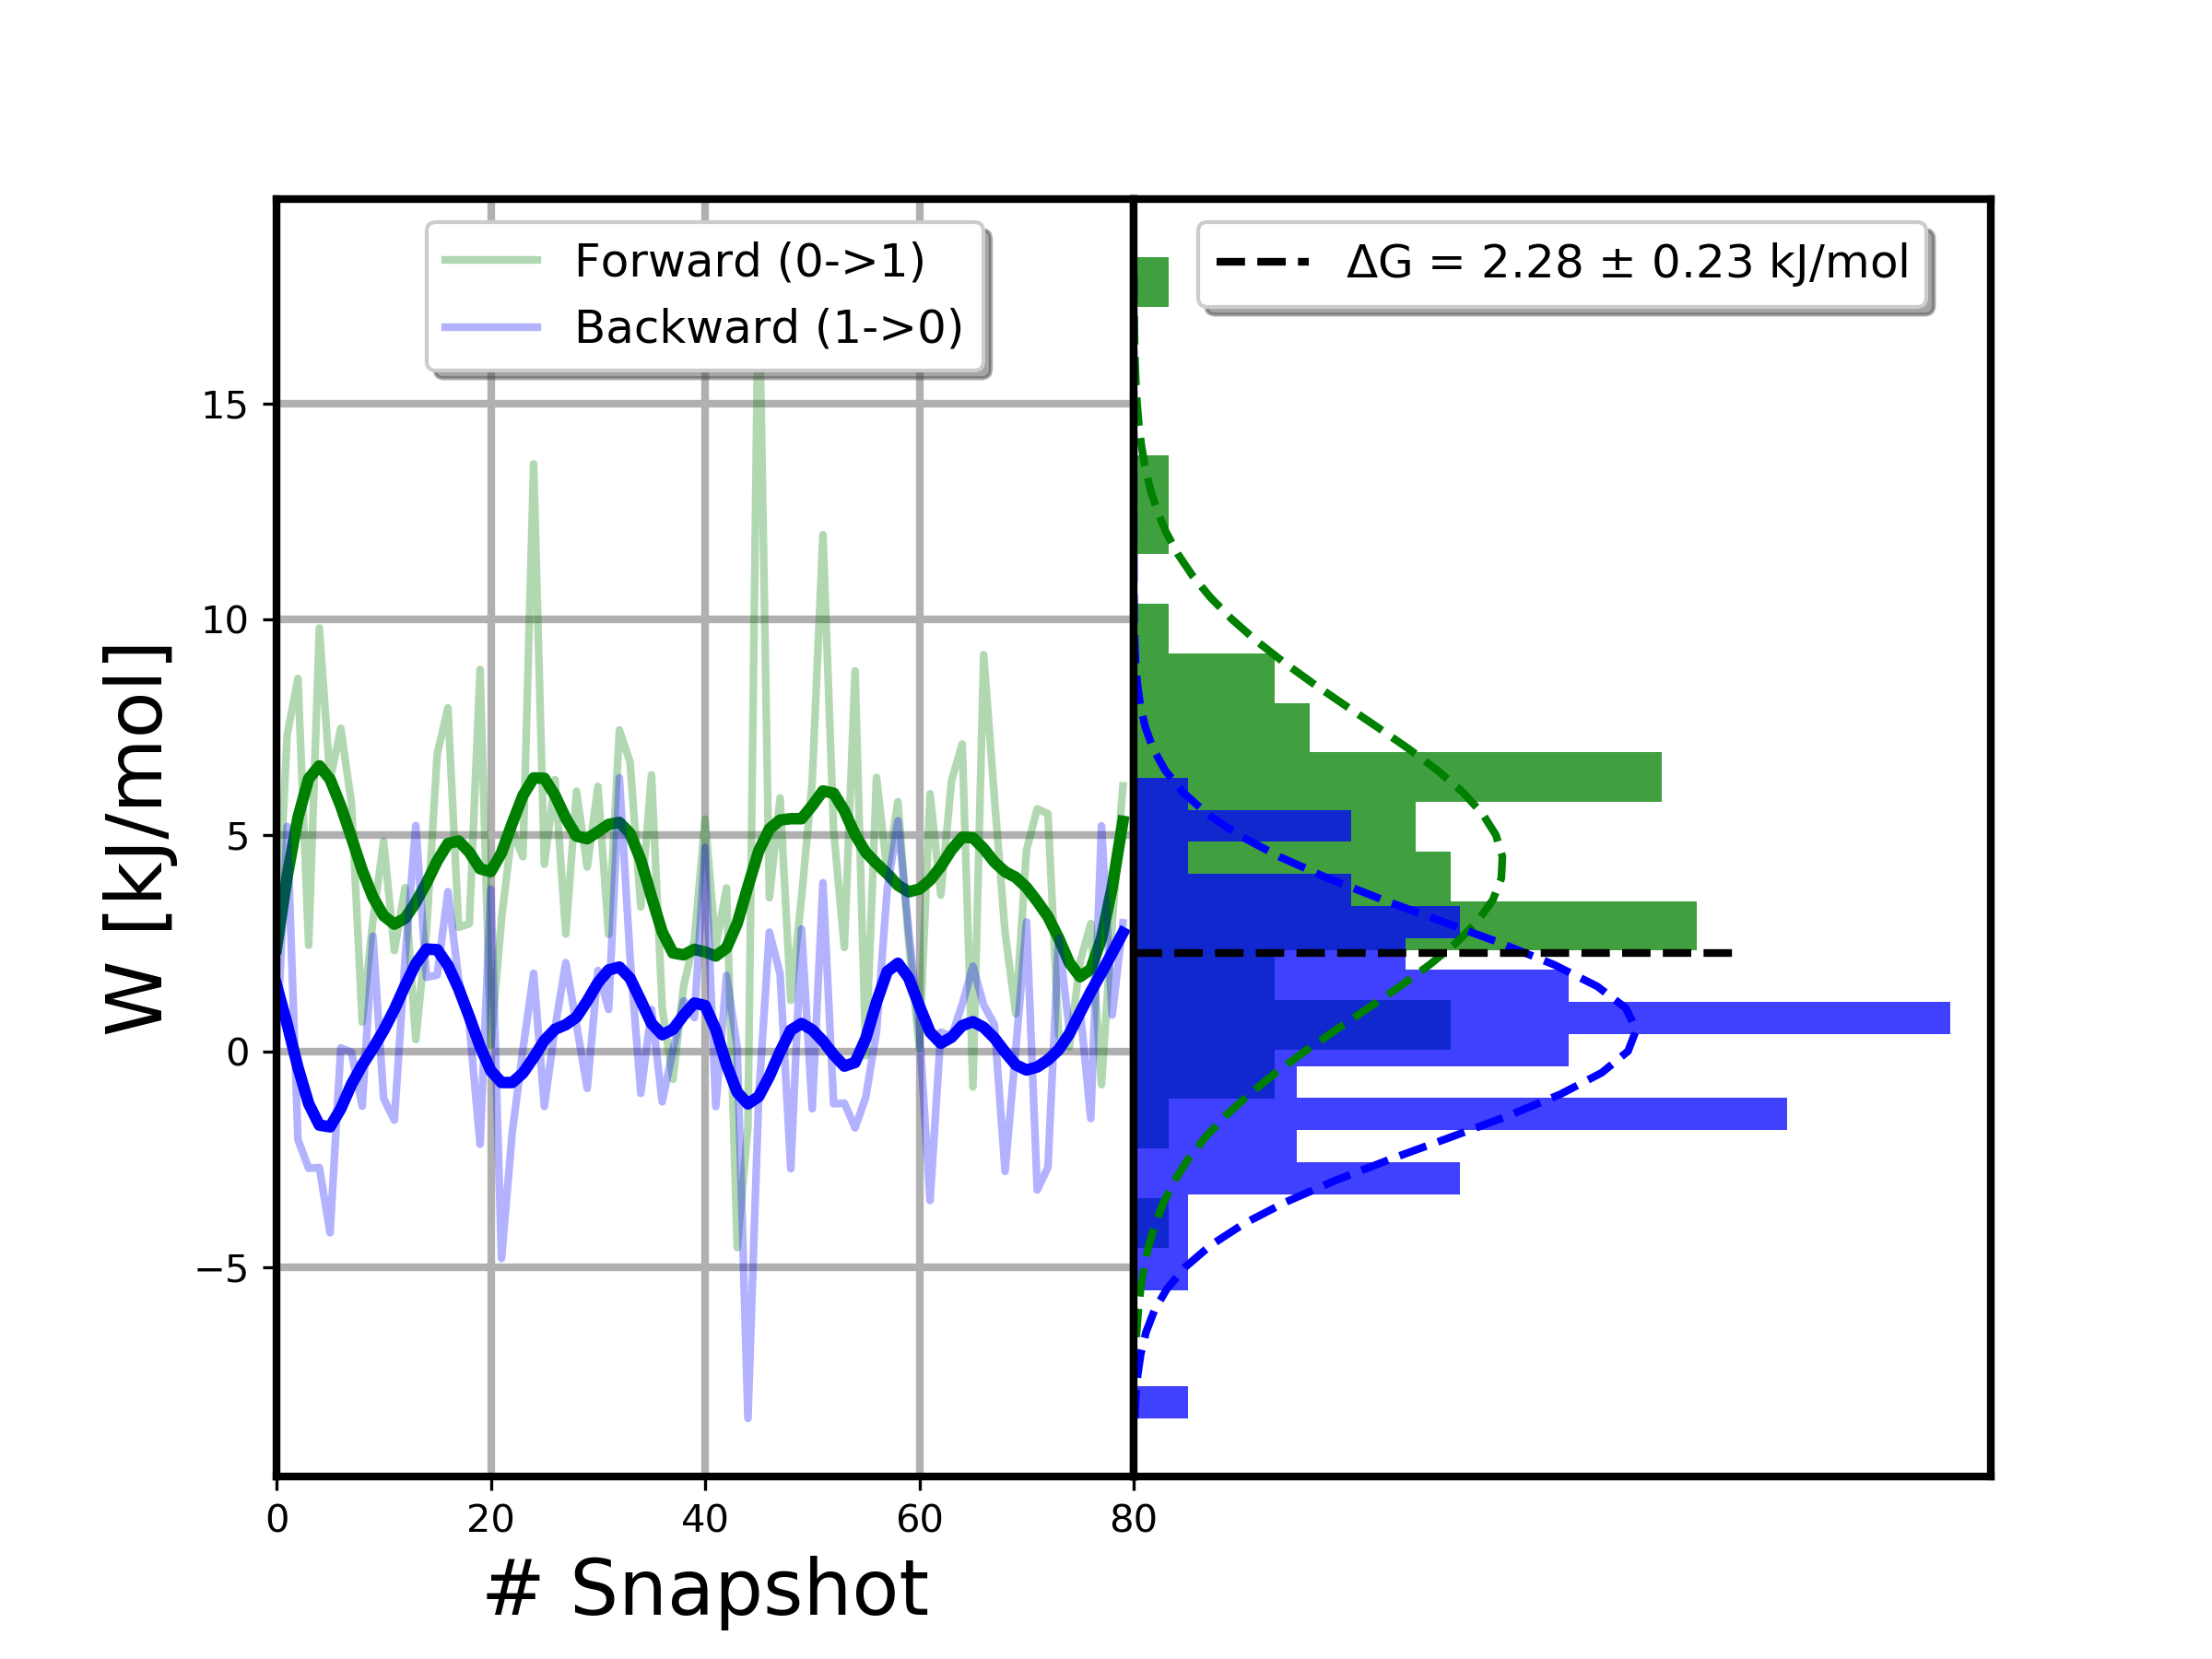 Forward (0->1)
Backward (1->0)
ΔG = 2.28 ± 0.23 kJ/mol
W [kJ/mol]
15
10
5
0
−5
0 20 40 60 80
# Snapshot